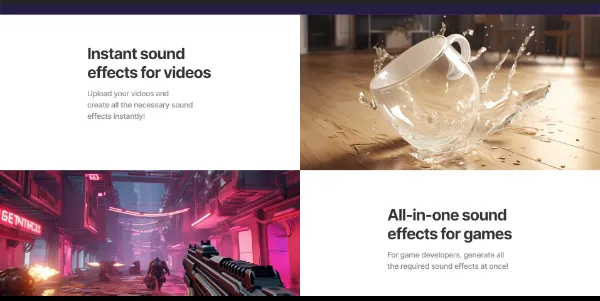 Instant sound
effects for videos
Upload your videos and
create all the necessary sound
effects instantly!
All-in-one sound
effects for games
For game developers, generate all
the required sound effects at once!